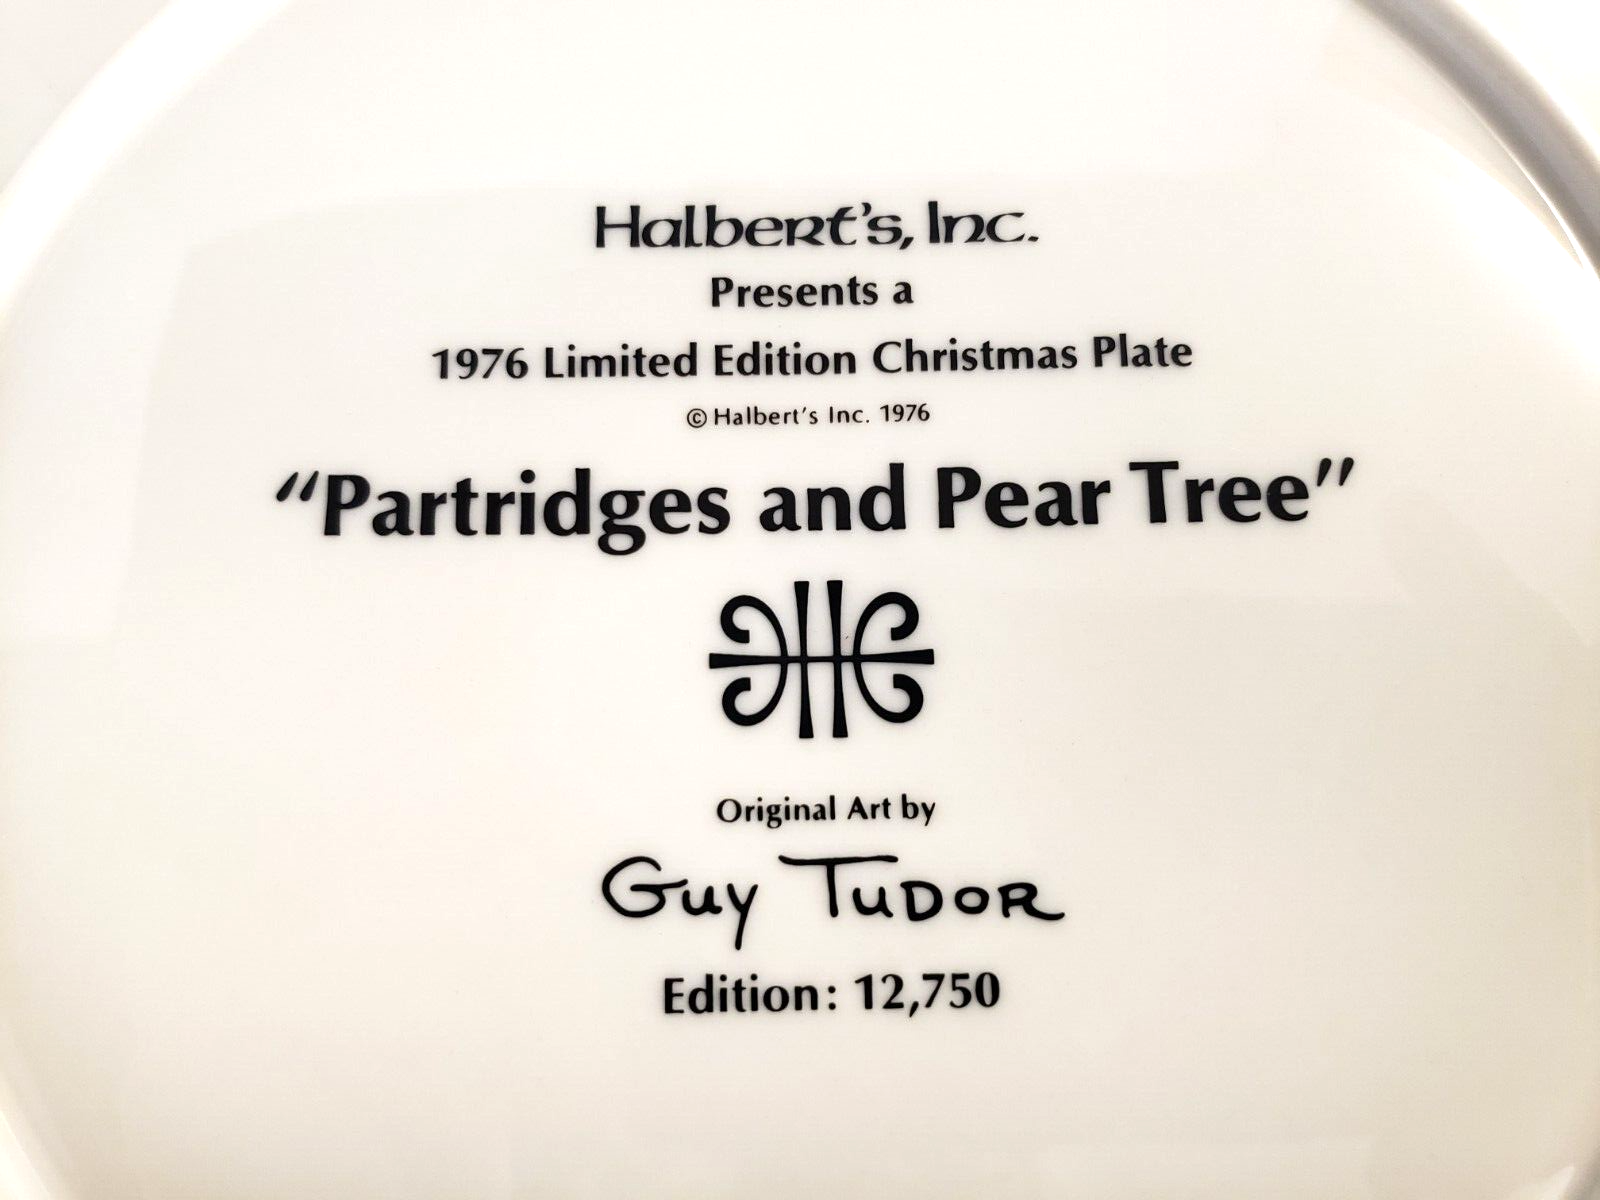 Halbert's, Inc.
Presents a
1976 Limited Edition Christmas Plate
© Halbert's Inc. 1976
"Partridges and Pear Tree"
Original Art by
Guy Tudor
Edition: 12,750